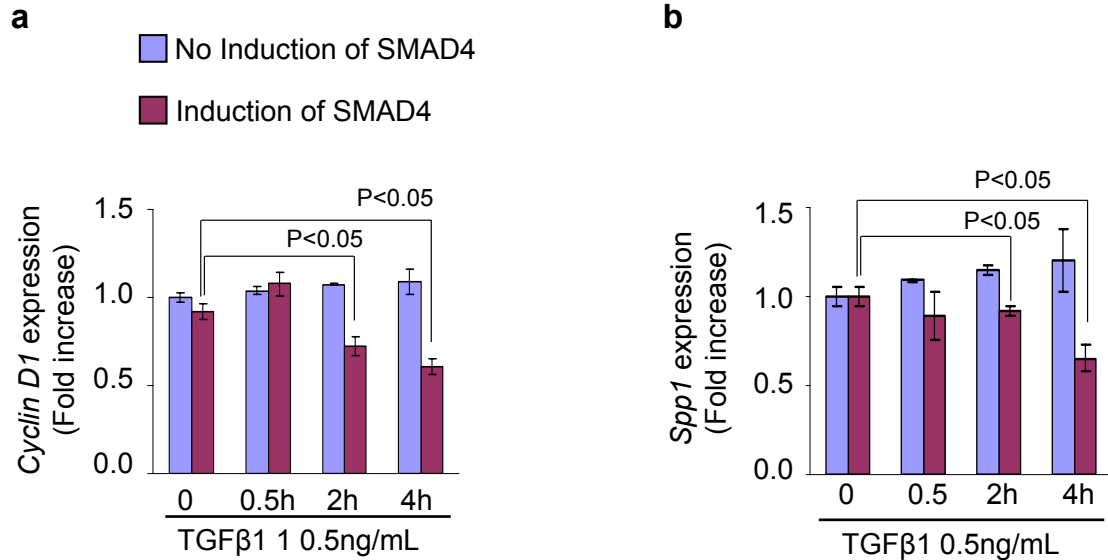 a
No Induction of SMAD4
Induction of SMAD4
Cyclin D1 expression
(Fold increase)
1.5
1.0
0.5
0.0
P<0.05
P<0.05
0 0.5h 2h 4h
TGFβ1 1 0.5ng/mL
b
Spp1 expression
(Fold increase)
1.5
1.0
0.5
0.0
P<0.05
P<0.05
0 0.5 2h 4h
TGFβ1 0.5ng/mL